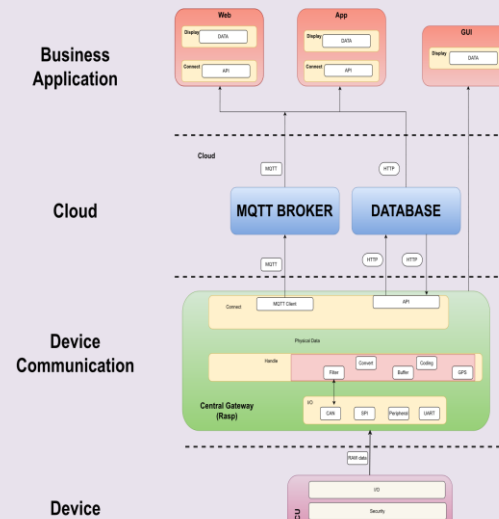 Business
Application
Web
Display
DATA
Connect
API
App
Display
DATA
Connect
API
GUI
Display
DATA
Cloud
Cloud
MQTT
HTTP
MQTT BROKER
DATABASE
MQTT
HTTP
HTTP
Device
Communication
Connect
MQTT Client
API
Physical Data
Handle
Convert
Coding
Filter
Buffer
GPS
Central Gateway
(Rasp)
I/O
CAN
SPI
Peripheral
UART
RAW data
Device
I/O
Security
CU